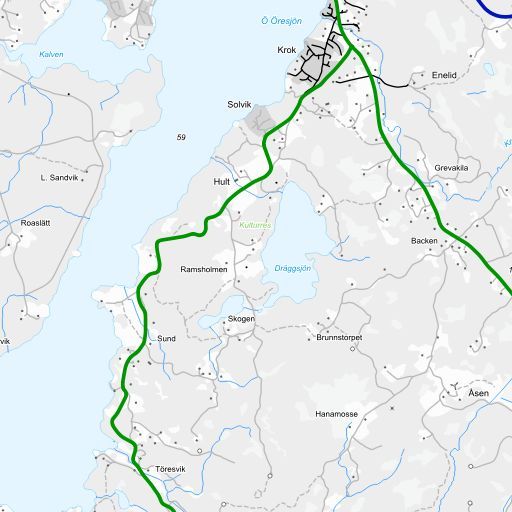 Ö Öresjön
Krok
Kalven
Enelid
Solvik
59
Grevakila
L. Sandvik
Hult
Roaslätt
Kulturres
Backen
Ramsholmen
Dräggsjön
Skogen
Sund
Brunnstorpet
vik
Åsen
Hanamosse
Töresvik